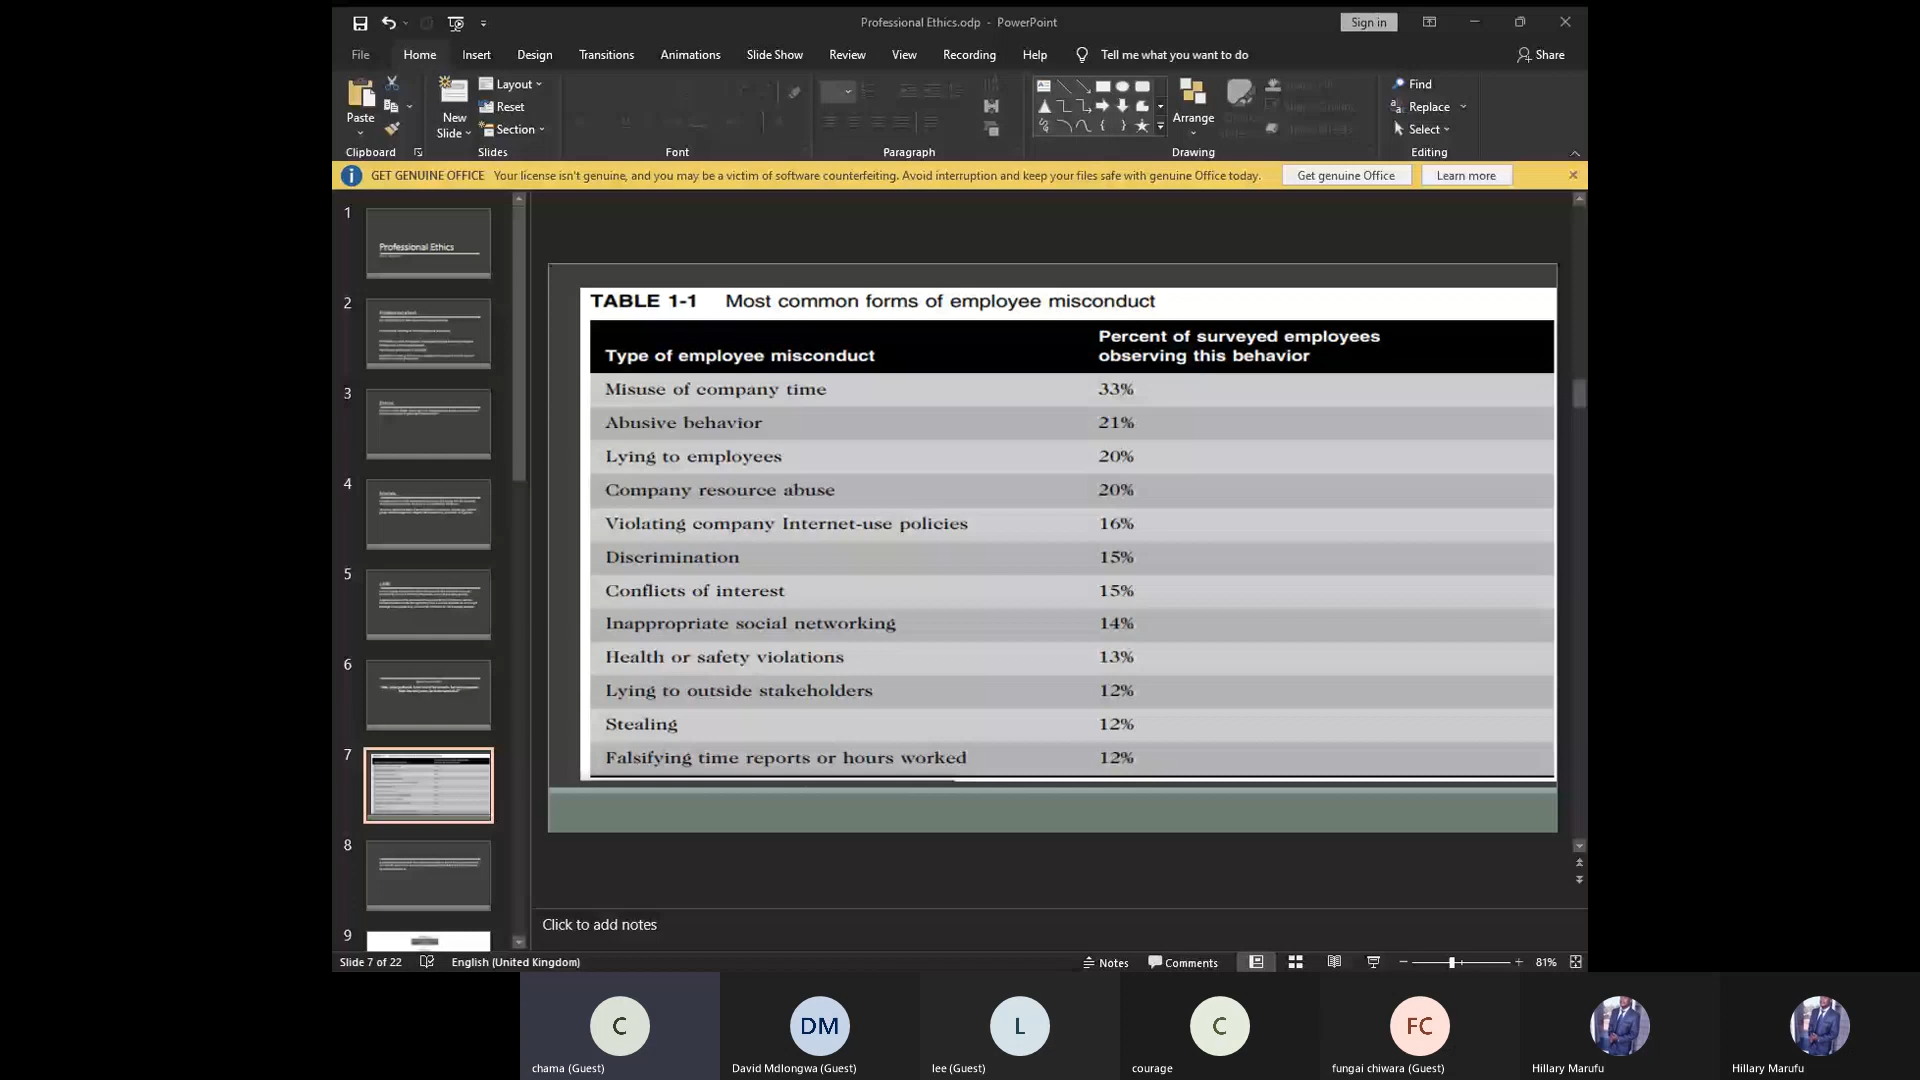 Professional Ethics.odp - PowerPoint
Sign in
File Home Insert Design Transitions Animations Slide Show Review View Recording Help Tell me what you want to do Share
Paste
Clipboard
New
Slide
Layout
Reset
Section
Slides
Font
Paragraph
Arrange
Drawing
Find
Replace
Select
Editing
GET GENUINE OFFICE Your license isn't genuine, and you may be a victim of software counterfeiting. Avoid interruption and keep your files safe with genuine Office today. Get genuine Office Learn more
1
Professional Ethics
2
3
4
5
6
7
8
9
TABLE 1-1 Most common forms of employee misconduct
Type of employee misconduct
Percent of surveyed employees
observing this behavior
Misuse of company time 33%
Abusive behavior 21%
Lying to employees 20%
Company resource abuse 20%
Violating company Internet-use policies 16%
Discrimination 15%
Conflicts of interest 15%
Inappropriate social networking 14%
Health or safety violations 13%
Lying to outside stakeholders 12%
Stealing 12%
Falsifying time reports or hours worked 12%
Click to add notes
Slide 7 of 22 English (United Kingdom) Notes Comments 81%
C DM L C FC
chama (Guest) David Mdlongwa (Guest) lee (Guest) courage fungai chiwara (Guest) Hillary Marufu Hillary Marufu